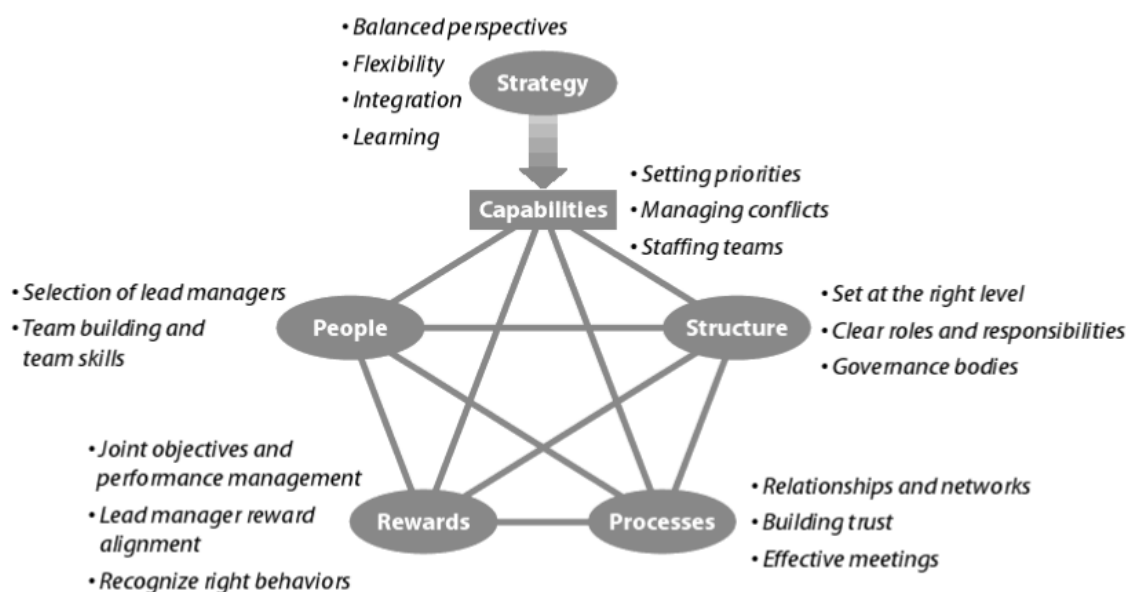 • Balanced perspectives
• Flexibility
Strategy
• Integration
• Learning
• Setting priorities
Capabilities
• Managing conflicts
• Staffing teams
• Selection of lead managers
• Team building and
team skills
People
Structure
• Set at the right level
• Clear roles and responsibilities
• Governance bodies
• Joint objectives and
performance management
• Lead manager reward
alignment
• Recognize right behaviors
Rewards
Processes
• Relationships and networks
• Building trust
• Effective meetings